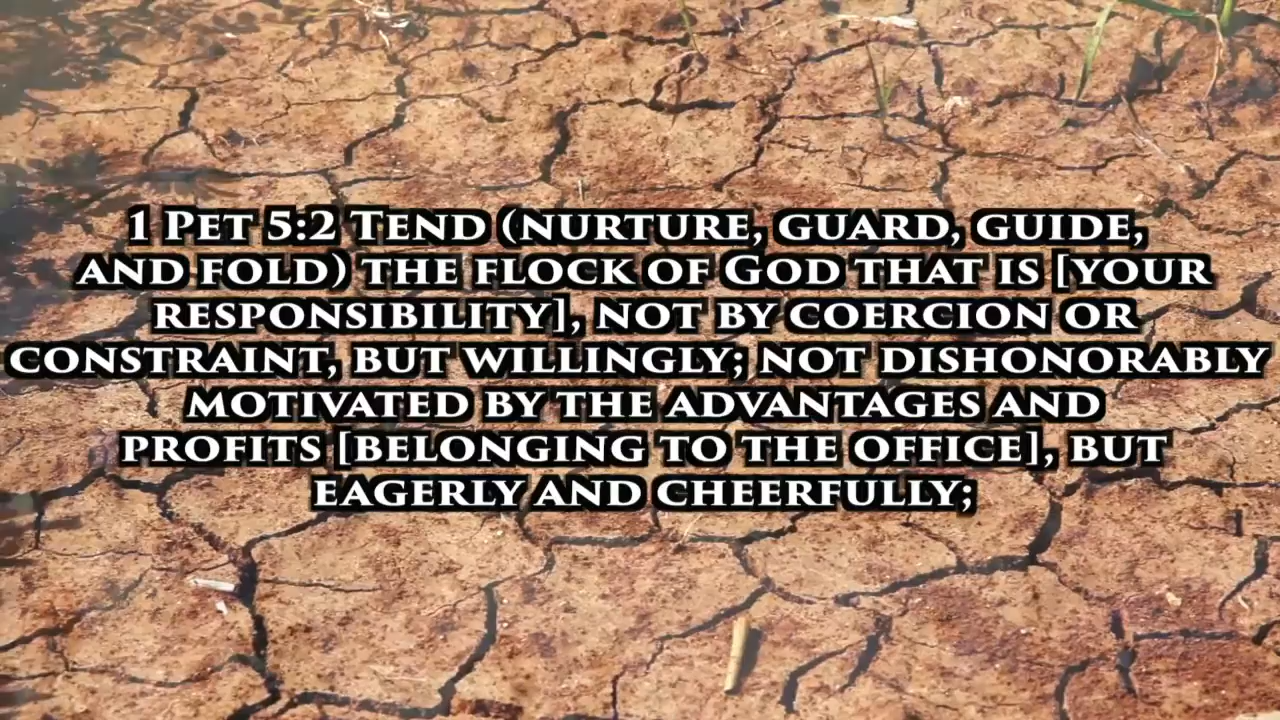 1 Pet 5:2 Tend (nurture, guard, guide,
and fold) the flock of God that is [your
responsibility], not by coercion or
constraint, but willingly; not dishonorably
motivated by the advantages and
profits [belonging to the office], but
eagerly and cheerfully;